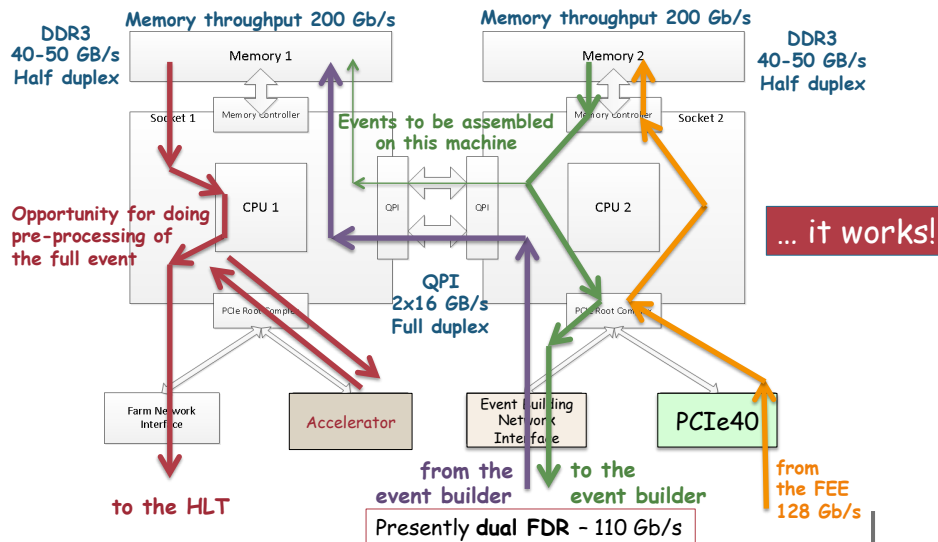 Memory throughput 200 Gb/s
Memory throughput 200 Gb/s
DDR3
40-50 GB/s
Half duplex
Memory 1
Memory 2
DDR3
40-50 GB/s
Half duplex
Socket 1
Memory Controller
Memory Controller
Socket 2
Events to be assembled
on this machine
CPU 1
QPI
QPI
CPU 2
Opportunity for doing
pre-processing of
the full event
... it works!
QPI
2x16 GB/s
Full duplex
PCIe Root Complex
PCIe Root Complex
Farm Network
Interface
Accelerator
Event Building
Network
Interface
PCIe40
to the HLT
from the
event builder
to the
event builder
from
the FEE
128 Gb/s
Presently dual FDR – 110 Gb/s